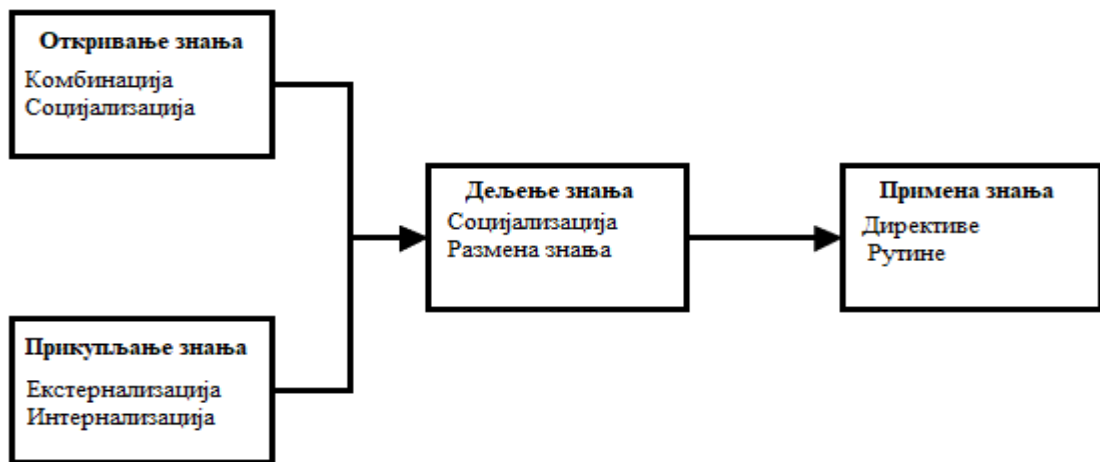 Откривање знања
Комбинација
Социјализација
Дељење знања
Социјализација
Размена знања
Примена знања
Директиве
Рутине
Прикупљање знања
Екстернализација
Интернализација